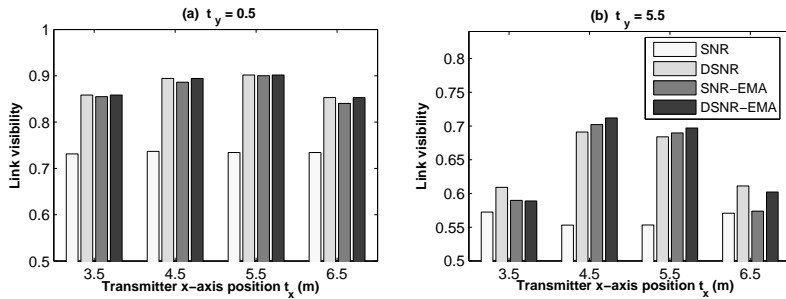 (a) t_y = 0.5
Link visibility
1
0.9
0.8
0.7
0.6
0.5
3.5 4.5 5.5 6.5
Transmitter x-axis position t_x (m)
(b) t_y = 5.5
Link visibility
0.8
0.75
0.7
0.65
0.6
0.55
0.5
3.5 4.5 5.5 6.5
Transmitter x-axis position t_x (m)
SNR
DSNR
SNR-EMA
DSNR-EMA